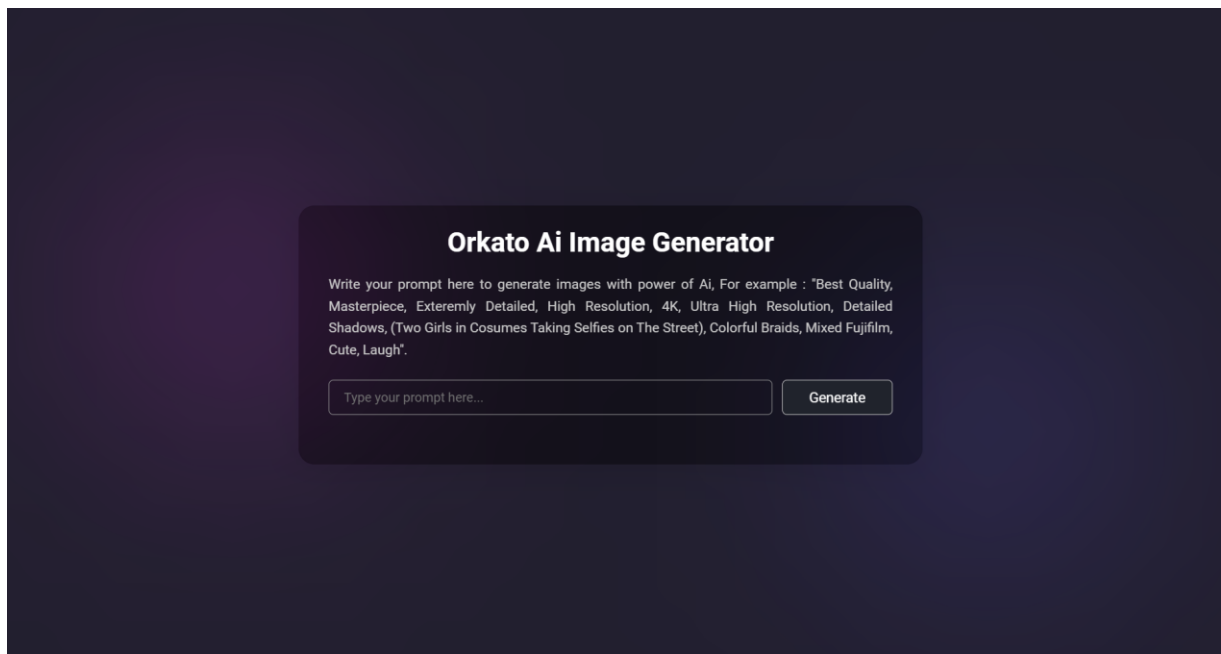 Orkato Ai Image Generator
Write your prompt here to generate images with power of Ai, For example : "Best Quality,
Masterpiece, Exteremly Detailed, High Resolution, 4K, Ultra High Resolution, Detailed
Shadows, (Two Girls in Cosumes Taking Selfies on The Street), Colorful Braids, Mixed Fujifilm,
Cute, Laugh".
Type your prompt here... Generate